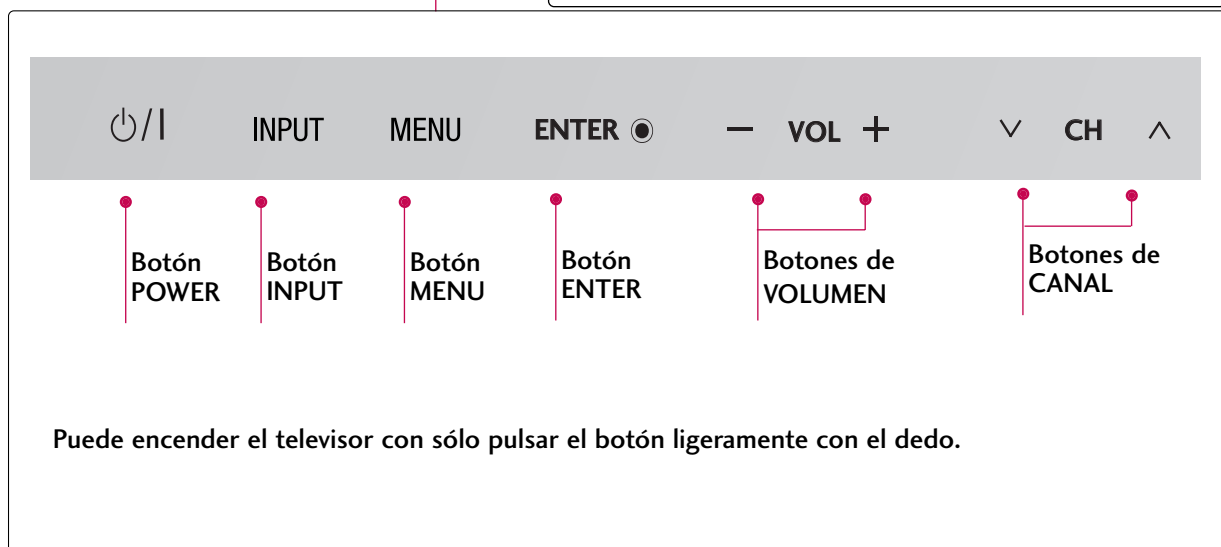 ⏻/I INPUT MENU ENTER ◉ − VOL + ∨ CH ∧
Botón POWER
Botón INPUT
Botón MENU
Botón ENTER
Botones de VOLUMEN
Botones de CANAL
Puede encender el televisor con sólo pulsar el botón ligeramente con el dedo.